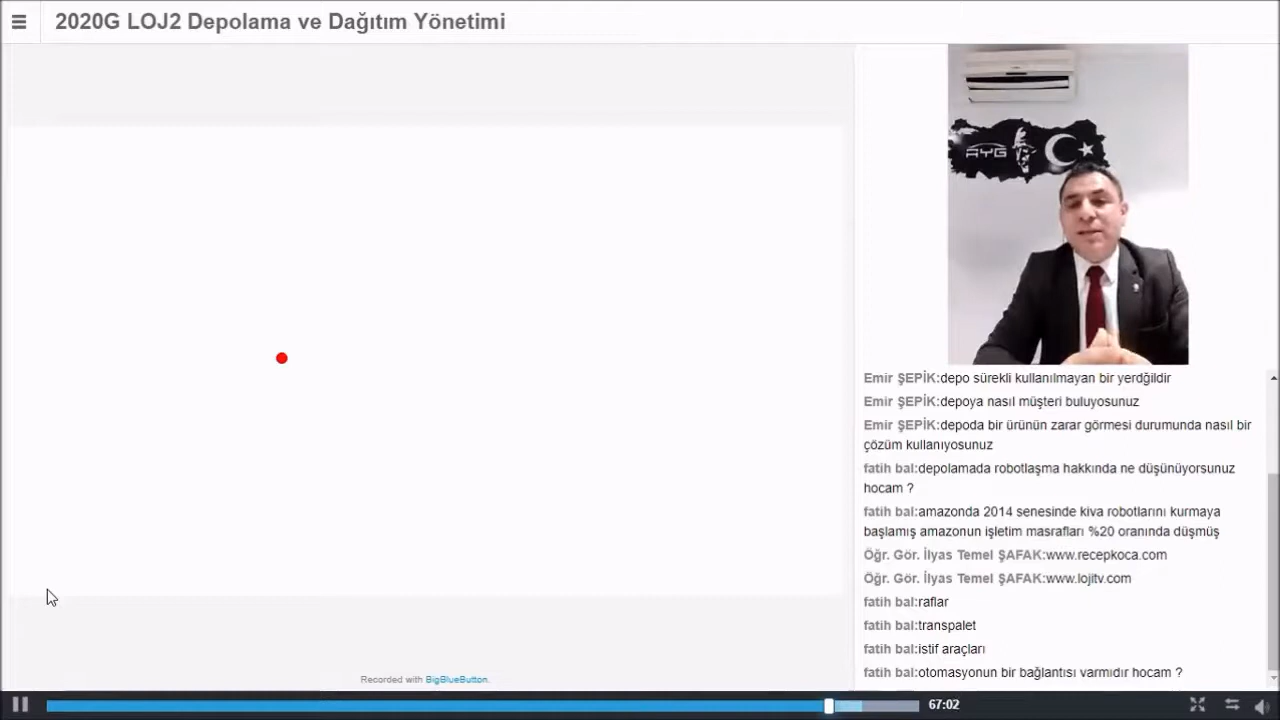 2020G LOJ2 Depolama ve Dağıtım Yönetimi
AYG
Emir ŞEPİK:depo sürekli kullanılmayan bir yerdğildir
Emir ŞEPİK:depoya nasıl müşteri buluyosunuz
Emir ŞEPİK:depoda bir ürünün zarar görmesi durumunda nasıl bir
çözüm kullanıyosunuz
fatih bal:depolamada robotlaşma hakkında ne düşünüyorsunuz
hocam ?
fatih bal:amazonda 2014 senesinde kiva robotlarını kurmaya
başlamış amazonun işletim masrafları %20 oranında düşmüş
Öğr. Gör. İlyas Temel ŞAFAK:www.recepkoca.com
Öğr. Gör. İlyas Temel ŞAFAK:www.lojitv.com
fatih bal:raflar
fatih bal:transpalet
fatih bal:istif araçları
fatih bal:otomasyonun bir bağlantısı varmıdır hocam ?
Recorded with BigBlueButton.
67:02